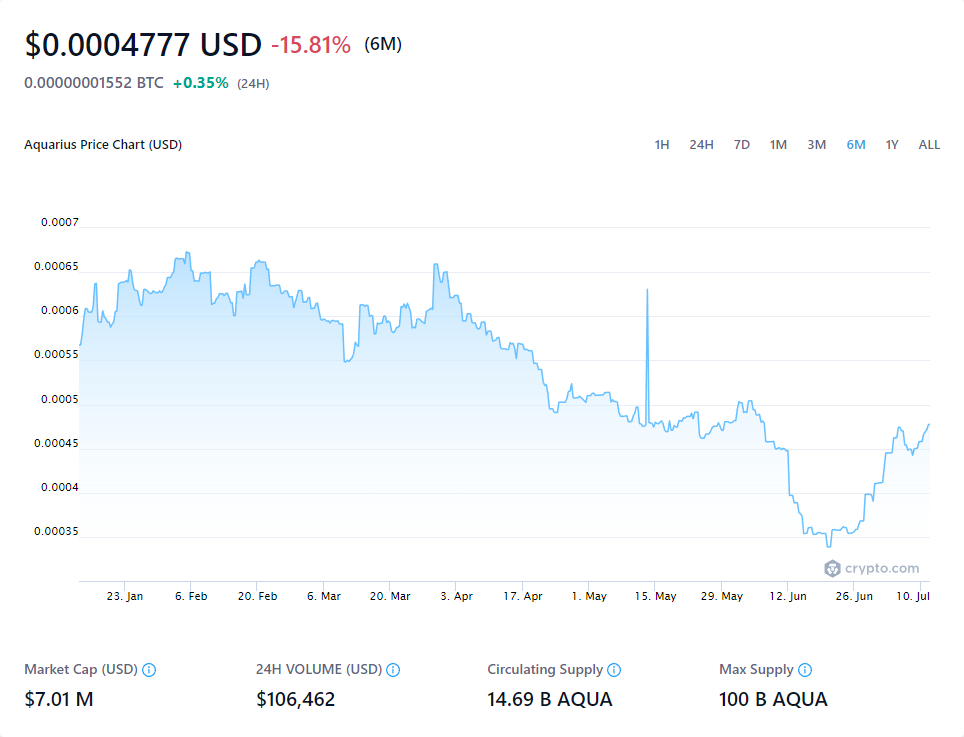 $0.0004777 USD -15.81% (6M)
0.00000001552 BTC +0.35% (24H)
Aquarius Price Chart (USD) 1H 24H 7D 1M 3M 6M 1Y ALL
0.0007
0.00065
0.0006
0.00055
0.0005
0.00045
0.0004
0.00035
crypto.com
23. Jan 6. Feb 20. Feb 6. Mar 20. Mar 3. Apr 17. Apr 1. May 15. May 29. May 12. Jun 26. Jun 10. Jul
Market Cap (USD) 24H VOLUME (USD) Circulating Supply Max Supply
$7.01 M $106,462 14.69 B AQUA 100 B AQUA